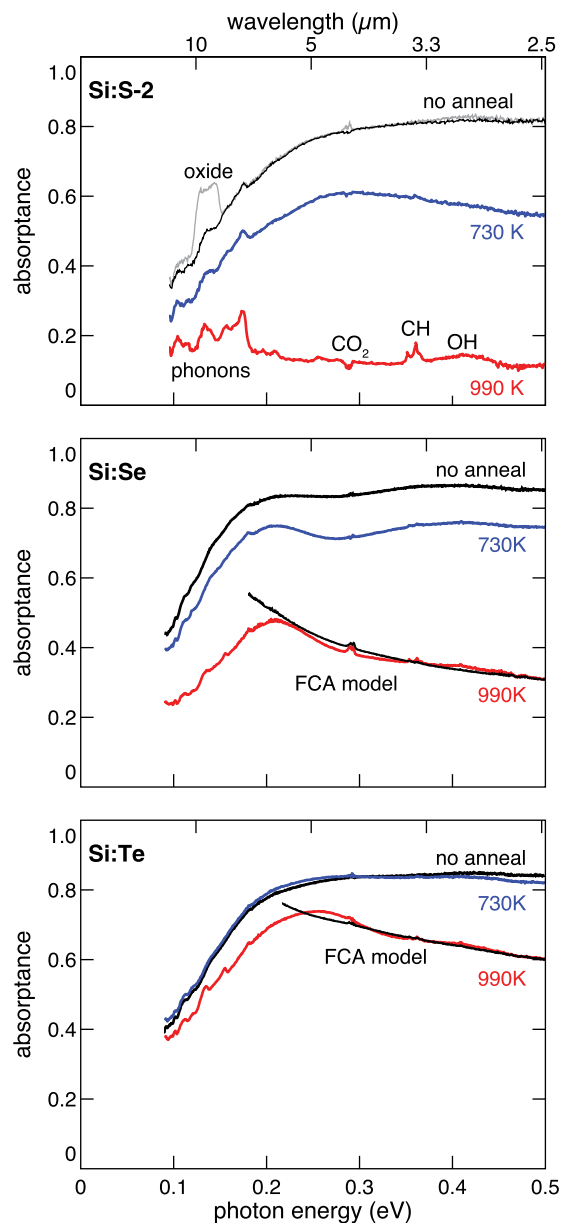 wavelength (μm)
10 5 3.3 2.5
Si:S-2
1.0
0.8
0.6
0.4
0.2
0
absorptance
no anneal
oxide
730 K
CO₂
CH
OH
phonons
990 K
Si:Se
1.0
0.8
0.6
0.4
0.2
0
absorptance
no anneal
730K
FCA model
990K
Si:Te
1.0
0.8
0.6
0.4
0.2
0
absorptance
no anneal
730K
FCA model
990K
0 0.1 0.2 0.3 0.4 0.5
photon energy (eV)